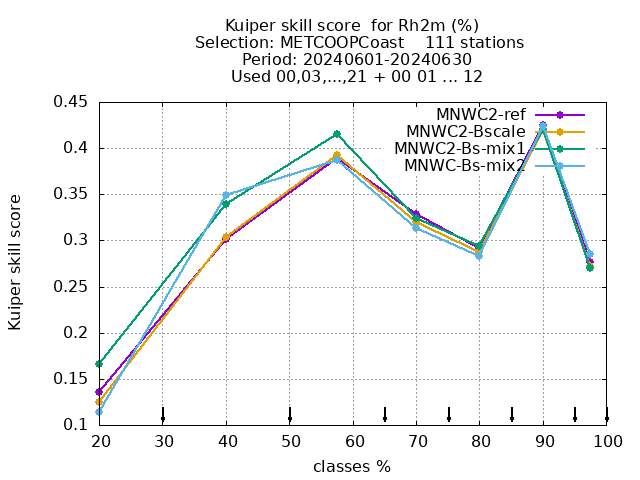 Kuiper skill score  for Rh2m (%)
Selection: METCOOPCoast    111 stations
Period: 20240601-20240630
Used 00,03,...,21 + 00 01 ... 12
MNWC2-ref
MNWC2-Bscale
MNWC2-Bs-mix1
MNWC-Bs-mix2
Kuiper skill score
0.45
0.4
0.35
0.3
0.25
0.2
0.15
0.1
20 30 40 50 60 70 80 90 100
classes %